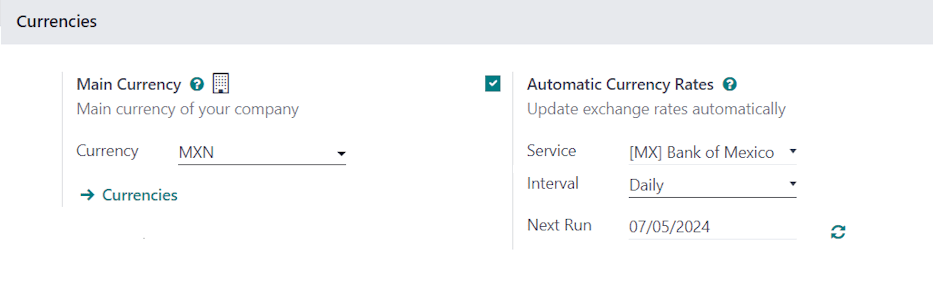 Currencies
Main Currency ?
Main currency of your company
Currency MXN
Currencies
Automatic Currency Rates ?
Update exchange rates automatically
Service [MX] Bank of Mexico
Interval Daily
Next Run 07/05/2024